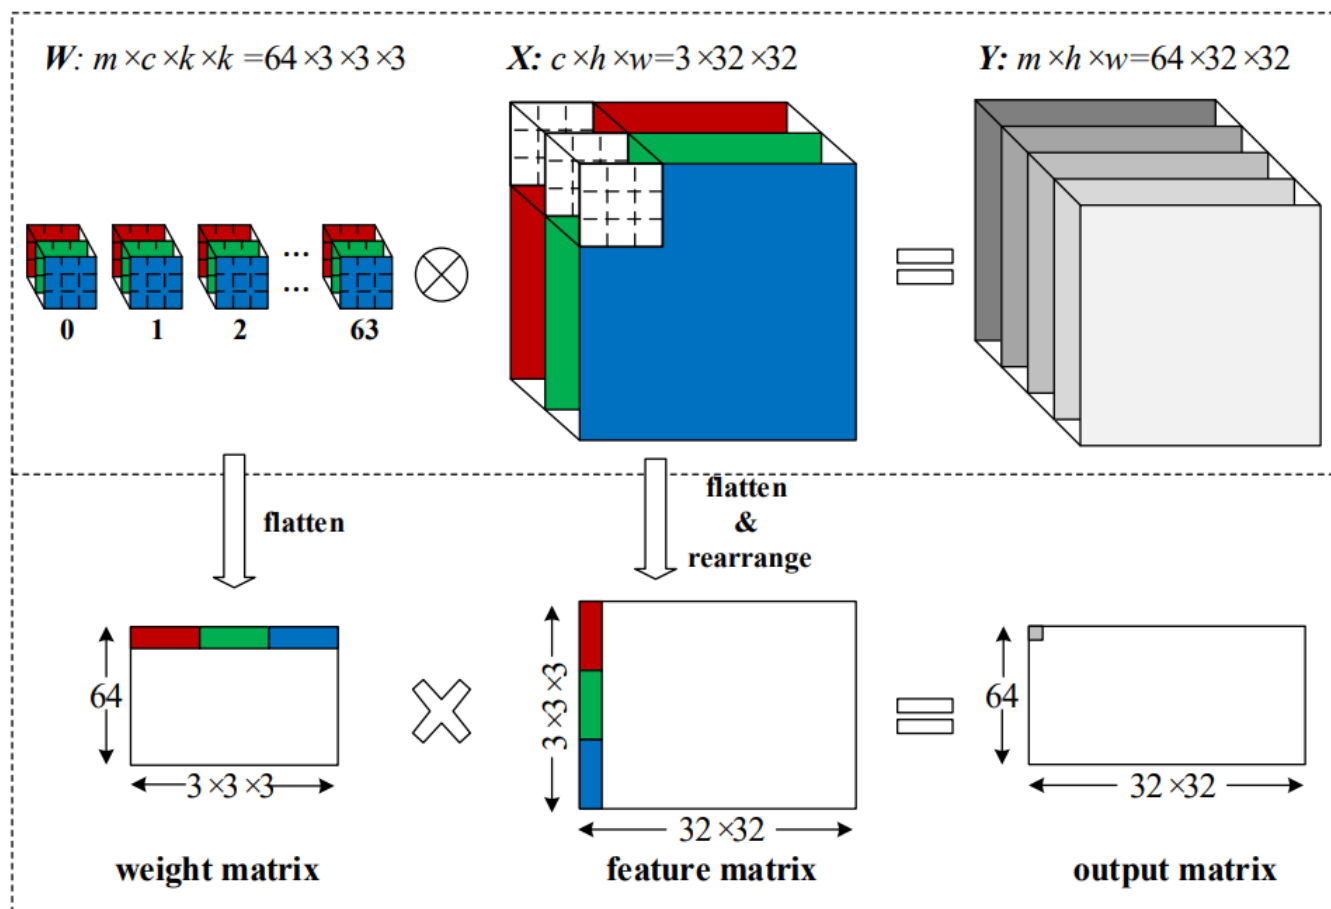 W: m×c×k×k=64×3×3×3
X: c×h×w=3×32×32
Y: m×h×w=64×32×32
...
...
0
1
2
63
flatten
flatten
&
rearrange
64
3×3×3
3×3×3
32×32
64
32×32
weight matrix
feature matrix
output matrix